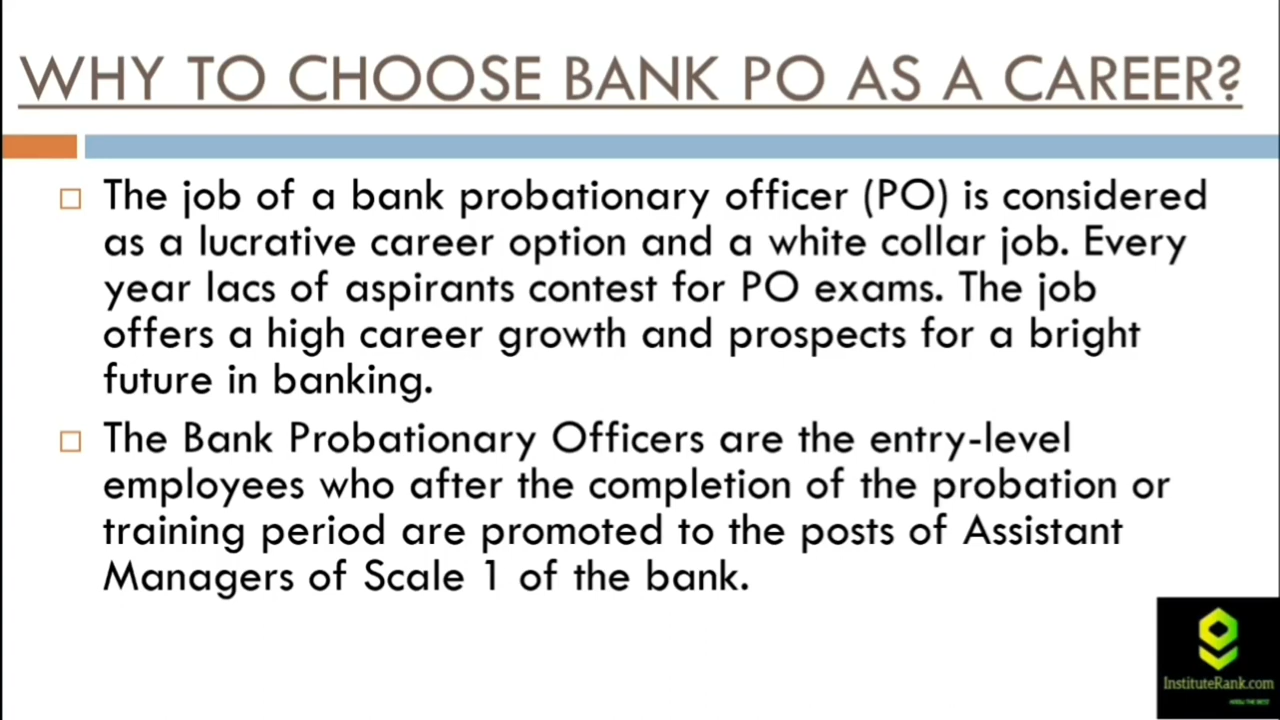 WHY TO CHOOSE BANK PO AS A CAREER?
The job of a bank probationary officer (PO) is considered
as a lucrative career option and a white collar job. Every
year lacs of aspirants contest for PO exams. The job
offers a high career growth and prospects for a bright
future in banking.
The Bank Probationary Officers are the entry-level
employees who after the completion of the probation or
training period are promoted to the posts of Assistant
Managers of Scale 1 of the bank.
InstituteRank.com